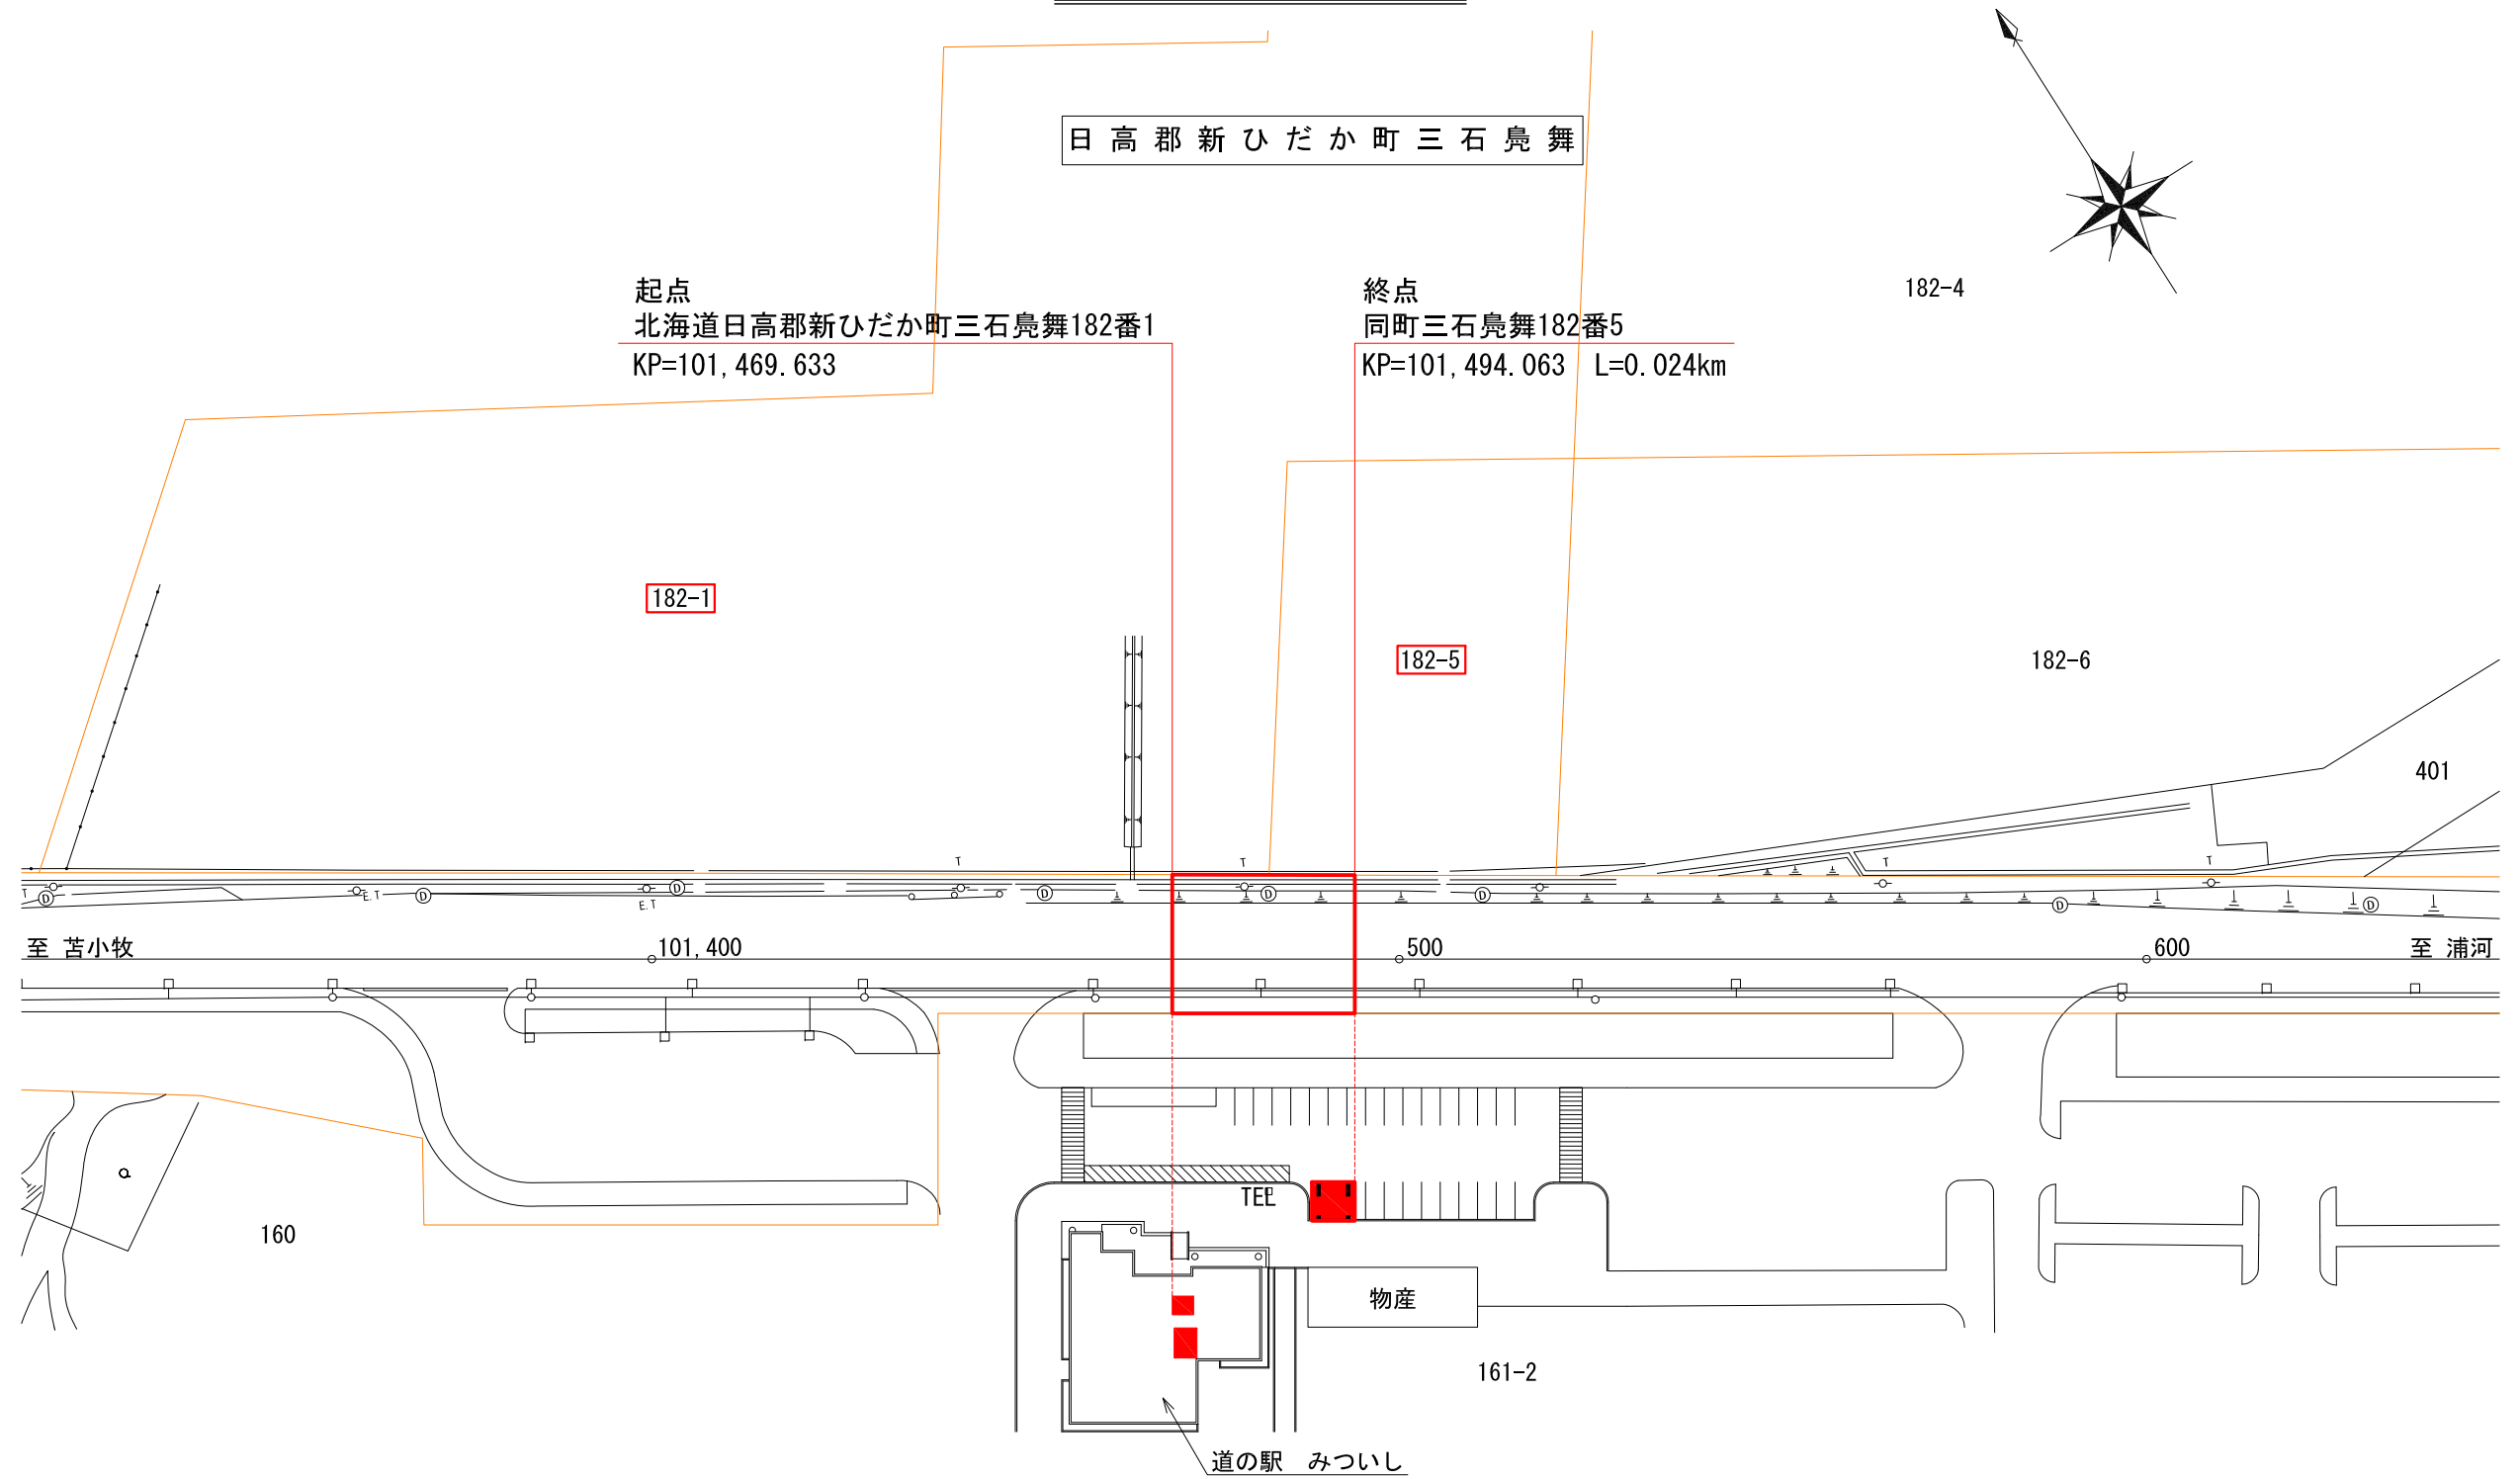 日高郡新ひだか町三石鳧舞
起点
北海道日高郡新ひだか町三石鳧舞182番1
KP=101,469.633
終点
同町三石鳧舞182番5
KP=101,494.063　L=0.024km
182-4
182-1
182-5
182-6
401
T
T
T
T
T
D
E.T
D
E.T
D
D
D
D
D
D
至 苫小牧
101,400
500
600
至 浦河
TEL
160
物産
161-2
道の駅　みついし